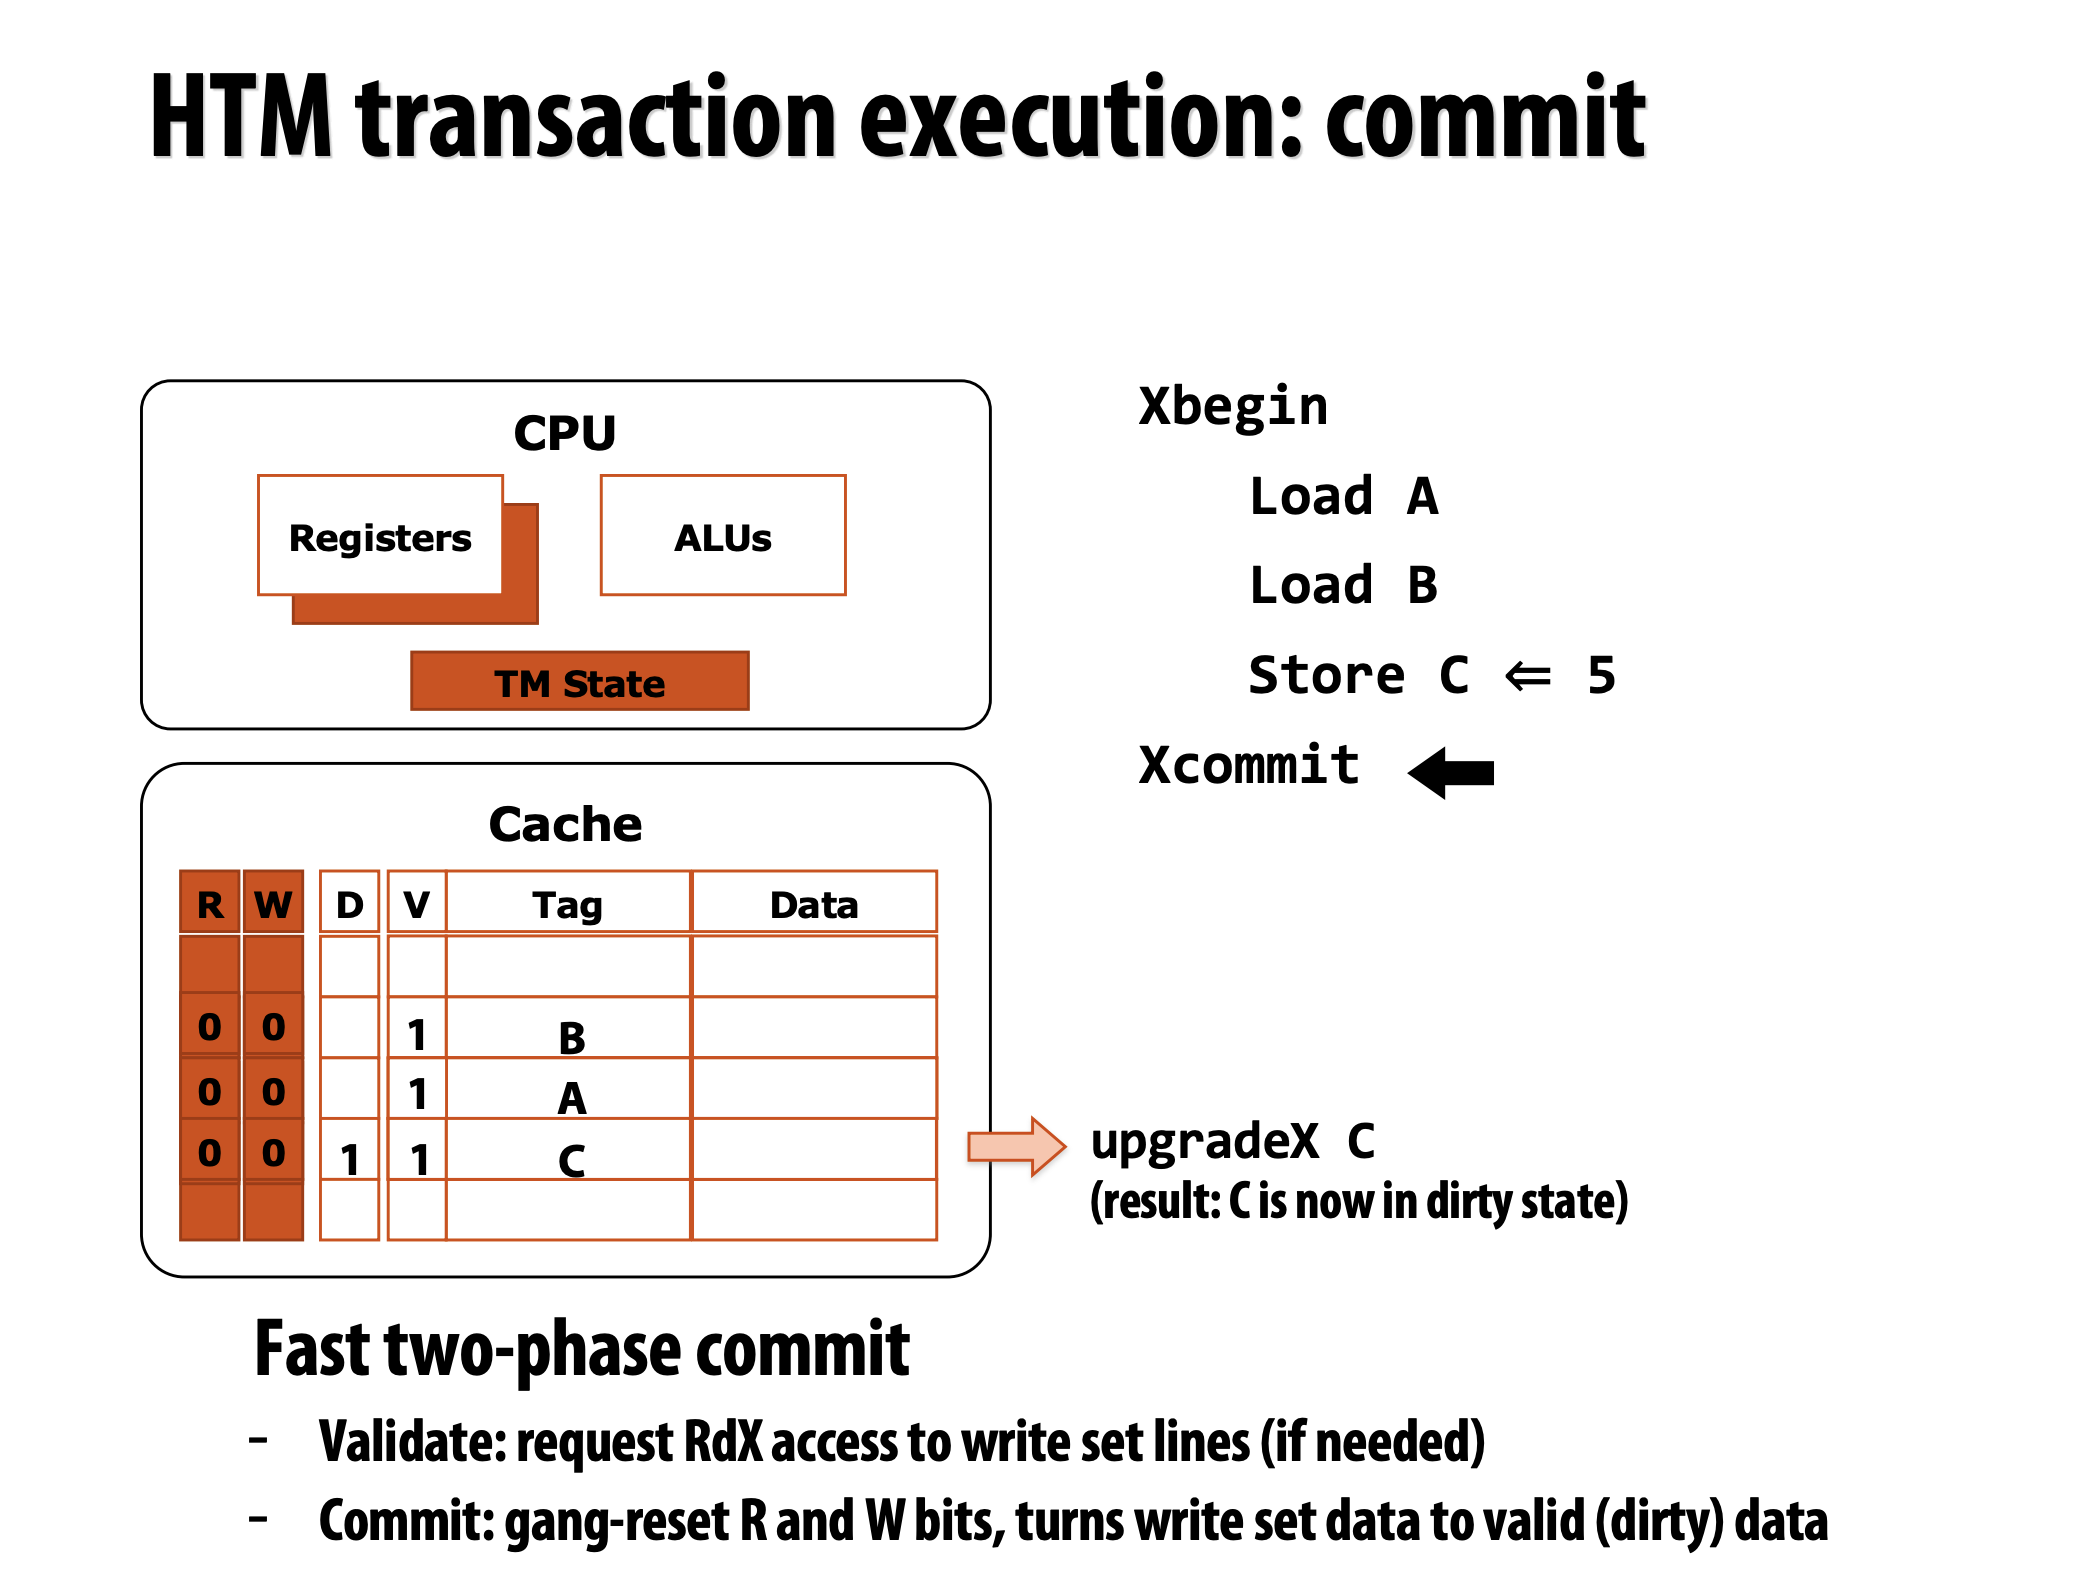 HTM transaction execution: commit
CPU
Registers
ALUs
TM State
Xbegin
Load A
Load B
Store C ⇐ 5
Xcommit
Cache
R W D V Tag Data
0 0 1 B
0 0 1 A
0 0 1 1 C
upgradeX C
(result: C is now in dirty state)
Fast two-phase commit
- Validate: request RdX access to write set lines (if needed)
- Commit: gang-reset R and W bits, turns write set data to valid (dirty) data